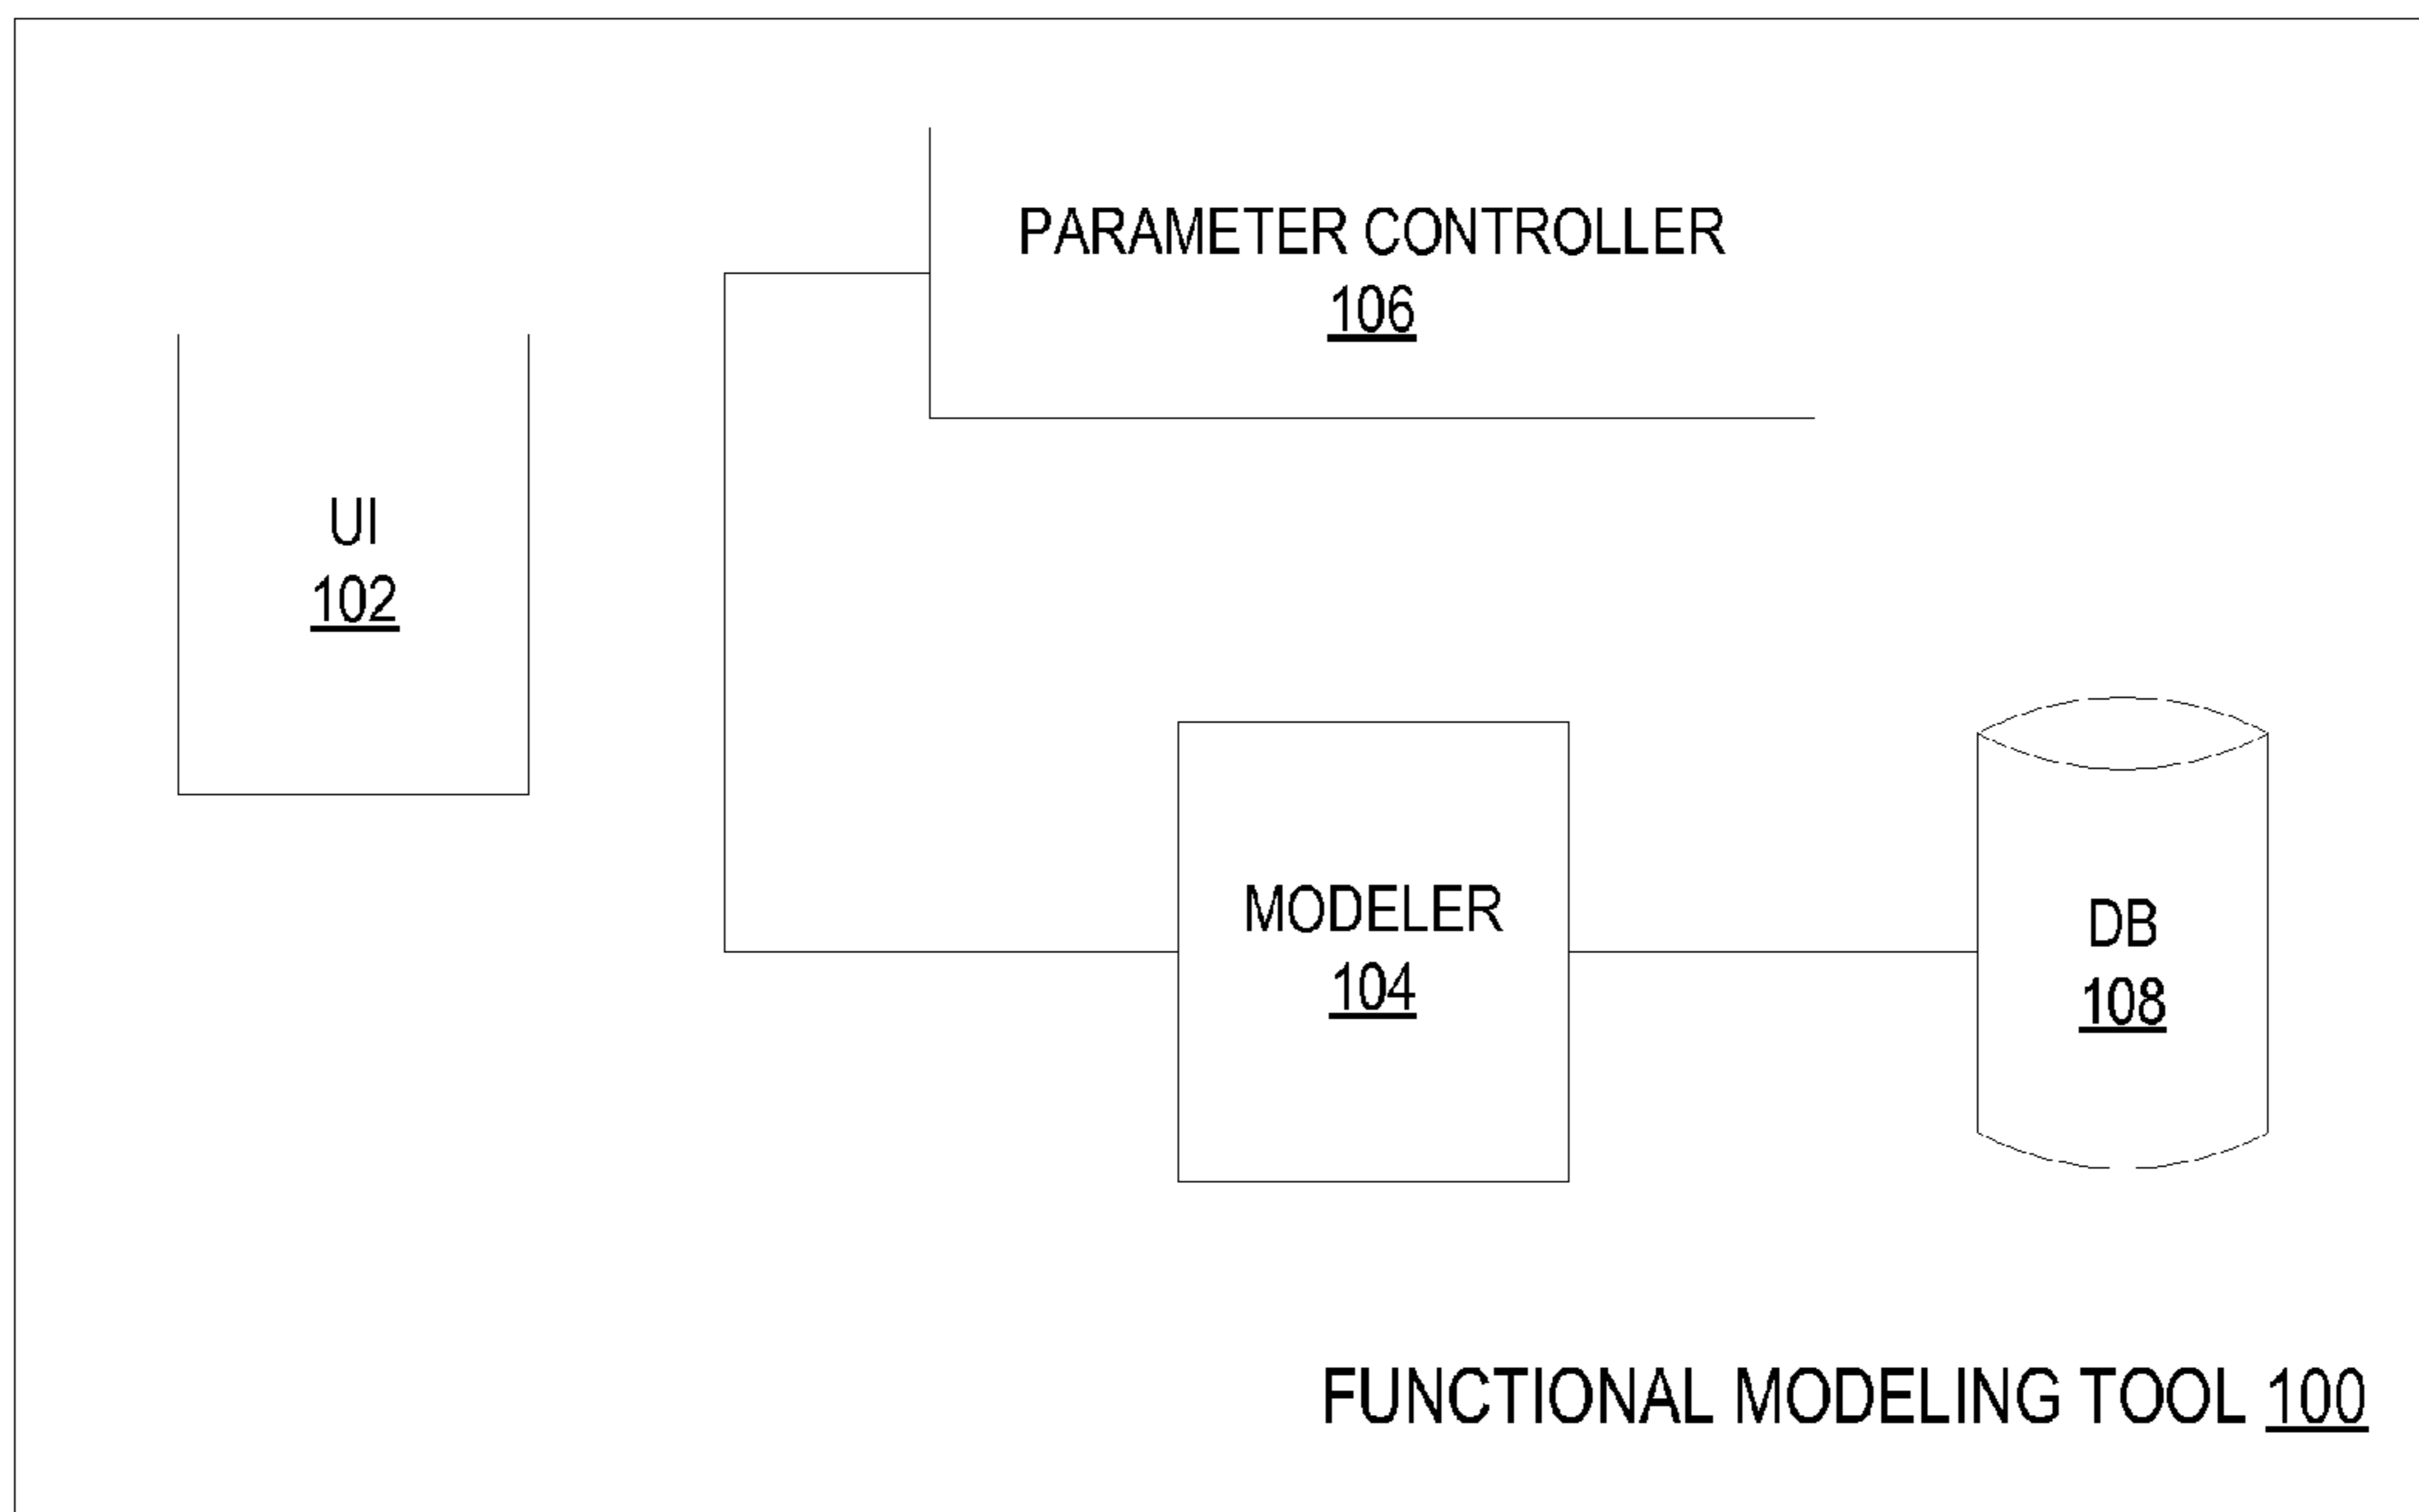 PARAMETER CONTROLLER
106
UI
102
MODELER
104
DB
108
FUNCTIONAL MODELING TOOL 100